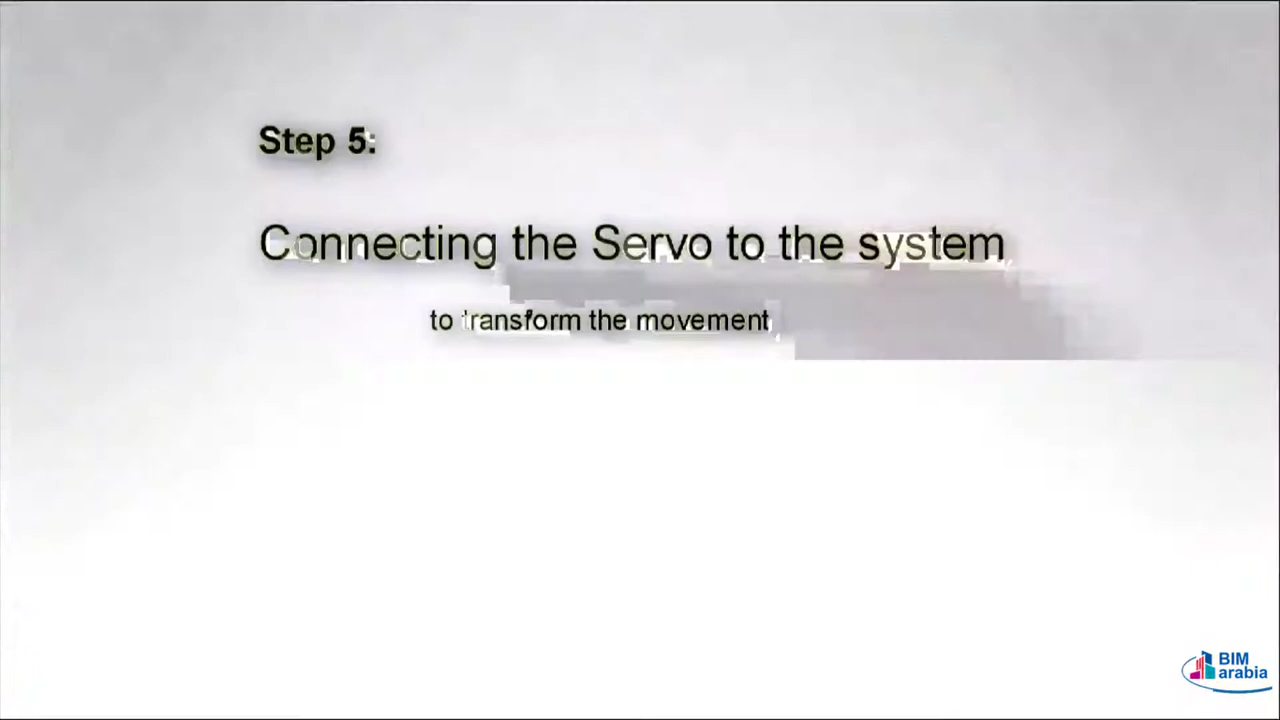 Step 5:
Connecting the Servo to the system
to transform the movement
BIM
arabia